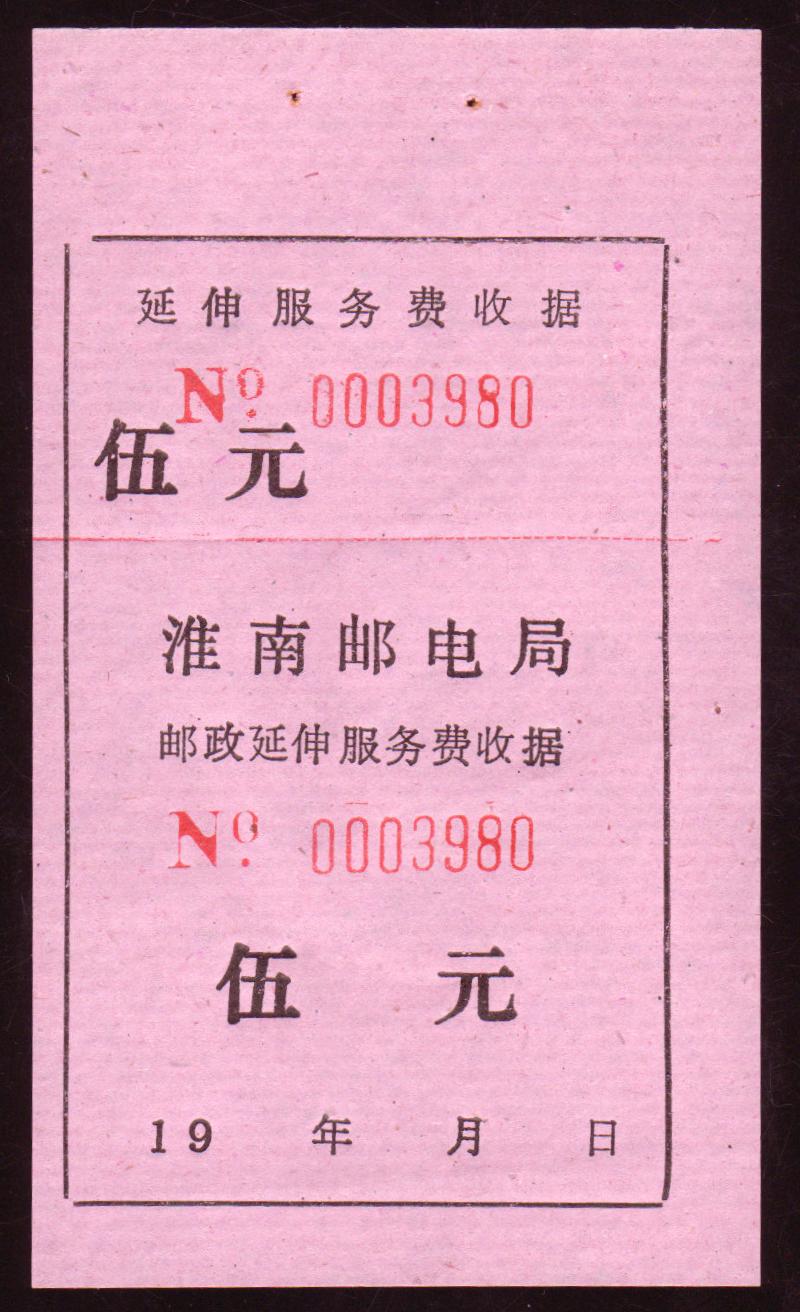 延伸服务费收据
Nº. 0003980
伍元
淮南邮电局
邮政延伸服务费收据
Nº. 0003980
伍元
19 年 月 日